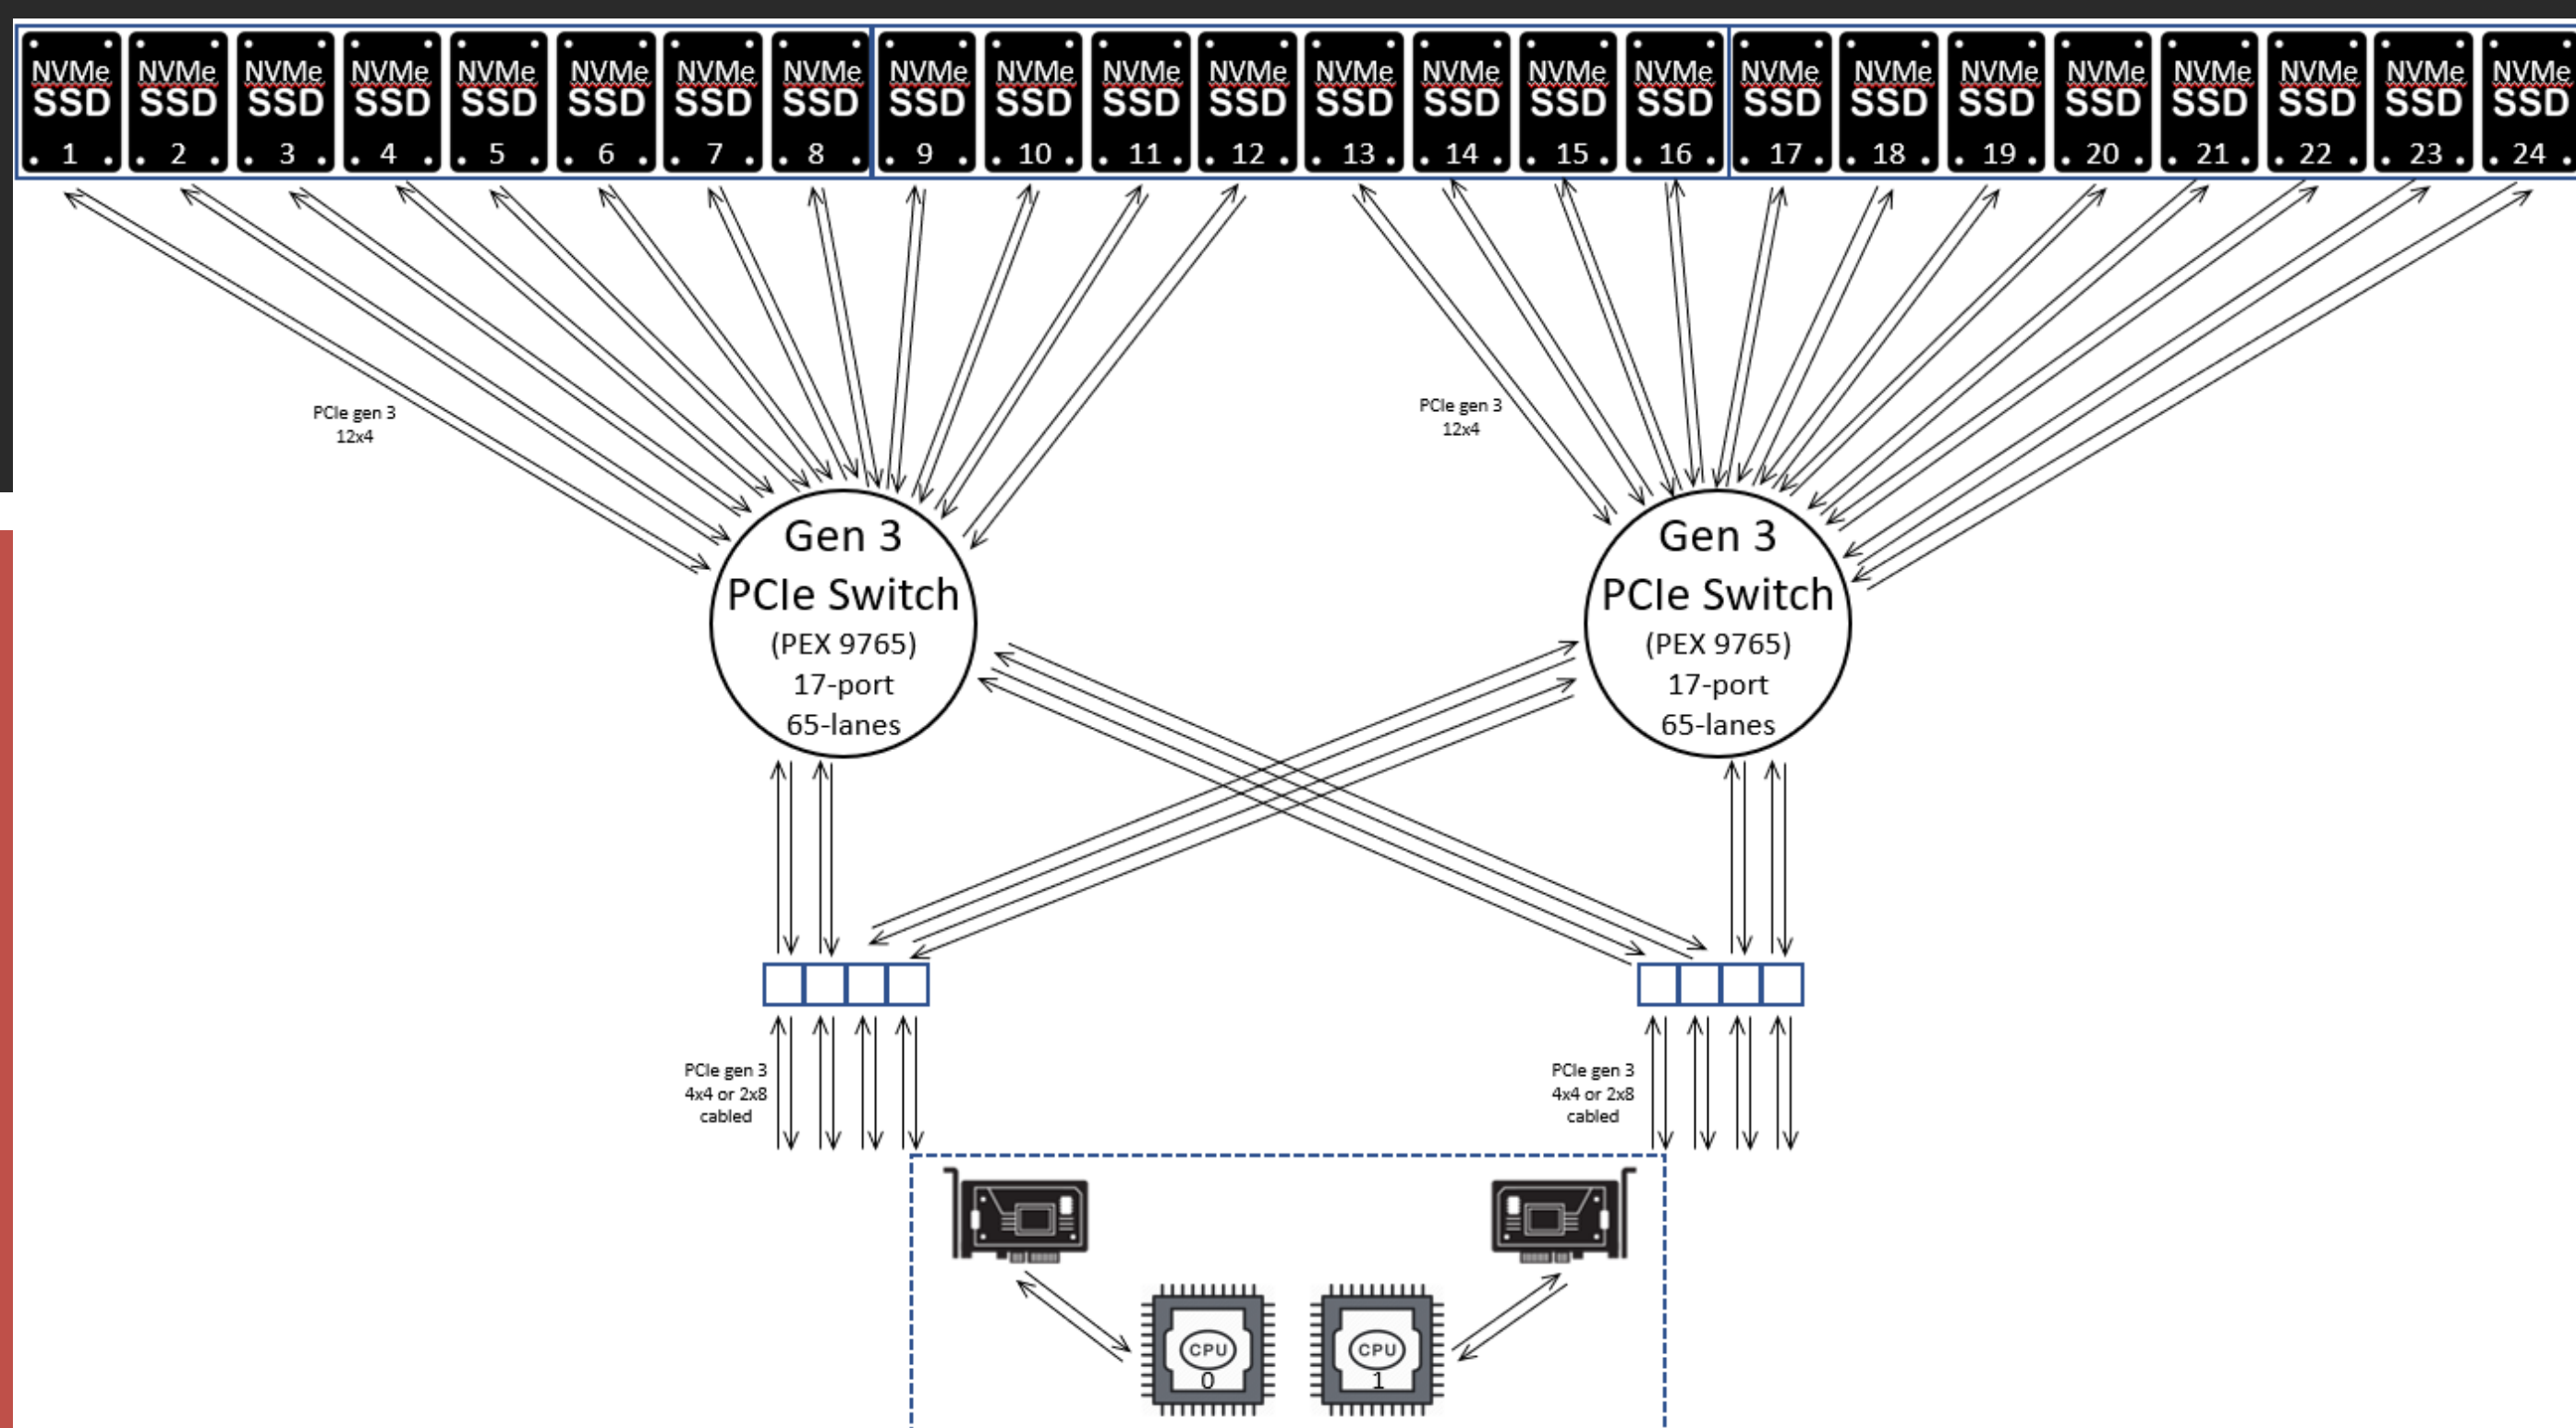 NVMe
SSD
1
NVMe
SSD
2
NVMe
SSD
3
NVMe
SSD
4
NVMe
SSD
5
NVMe
SSD
6
NVMe
SSD
7
NVMe
SSD
8
NVMe
SSD
9
NVMe
SSD
10
NVMe
SSD
11
NVMe
SSD
12
NVMe
SSD
13
NVMe
SSD
14
NVMe
SSD
15
NVMe
SSD
16
NVMe
SSD
17
NVMe
SSD
18
NVMe
SSD
19
NVMe
SSD
20
NVMe
SSD
21
NVMe
SSD
22
NVMe
SSD
23
NVMe
SSD
24
PCIe gen 3
12x4
PCIe gen 3
12x4
Gen 3
PCIe Switch
(PEX 9765)
17-port
65-lanes
Gen 3
PCIe Switch
(PEX 9765)
17-port
65-lanes
PCIe gen 3
4x4 or 2x8
cabled
PCIe gen 3
4x4 or 2x8
cabled
CPU
0
CPU
1